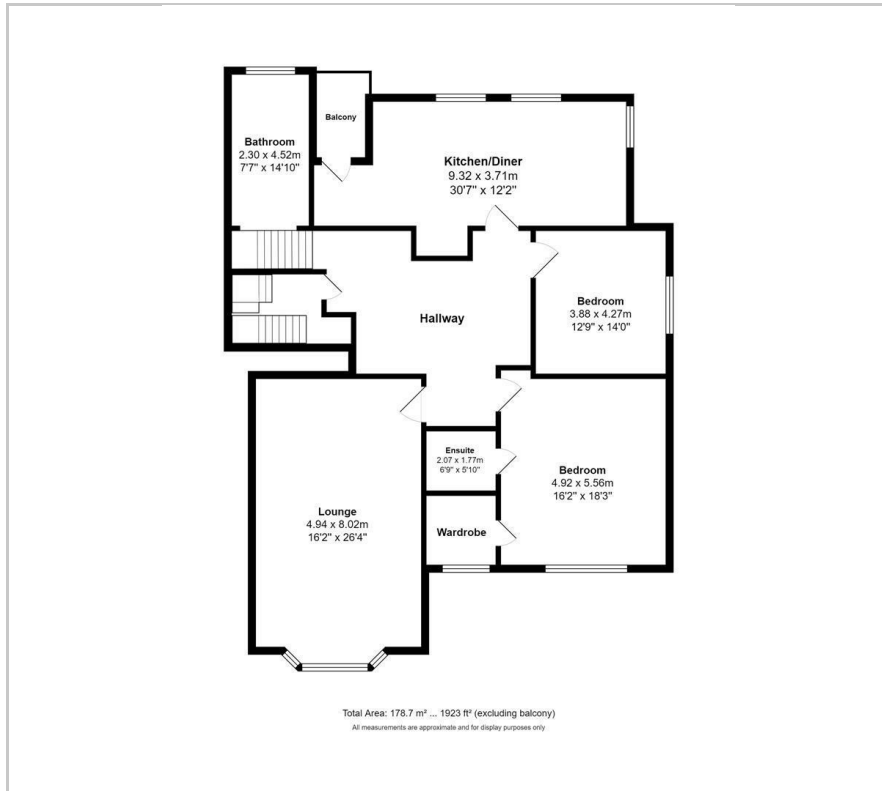 Balcony
Bathroom
2.30 x 4.52m
7'7" x 14'10"
Kitchen/Diner
9.32 x 3.71m
30'7" x 12'2"
Bedroom
3.88 x 4.27m
12'9" x 14'0"
Hallway
Ensuite
2.07 x 1.77m
6'9" x 5'10"
Bedroom
4.92 x 5.56m
16'2" x 18'3"
Lounge
4.94 x 8.02m
16'2" x 26'4"
Wardrobe
Total Area: 178.7 m² ... 1923 ft² (excluding balcony)
All measurements are approximate and for display purposes only